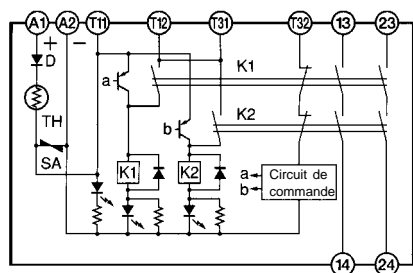 A1 A2 T11 T12 T31 T32 13 23
+ −
D
a
K1
TH
b
K2
SA
K1 K2
a
b
Circuit de
commande
14 24